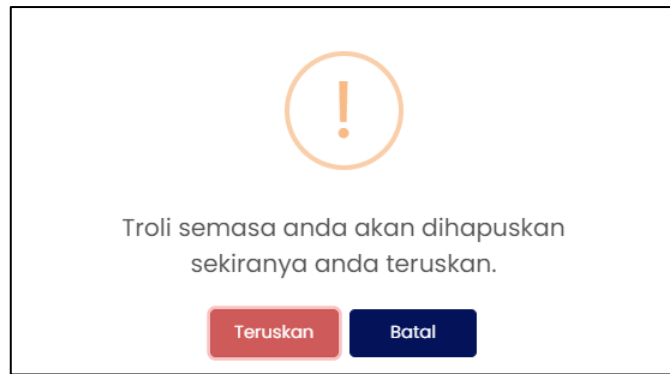 Troli semasa anda akan dihapuskan
sekiranya anda teruskan.
Teruskan
Batal